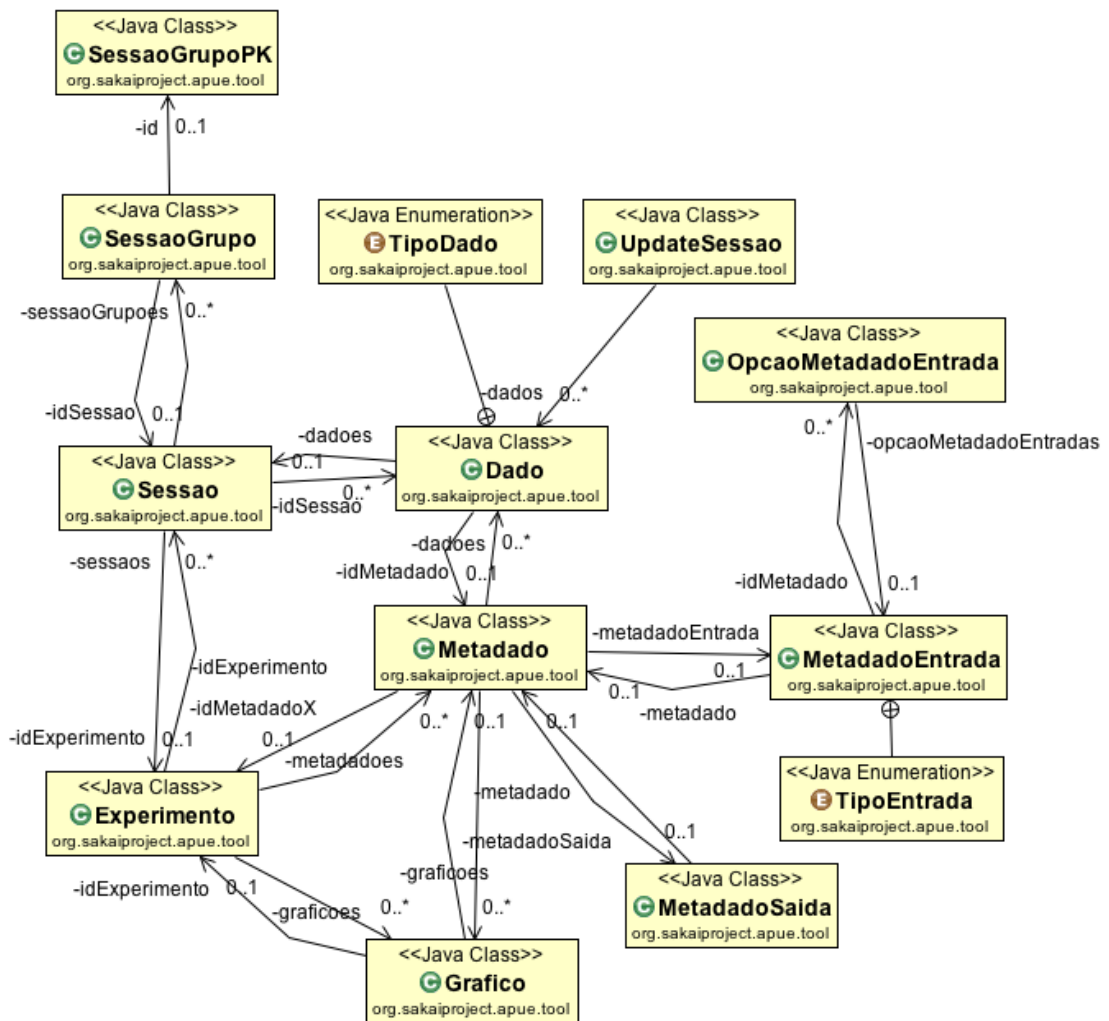 <<Java Class>>
SessaoGrupoPK
org.sakaiproject.apue.tool
-id 0..1
<<Java Class>>
SessaoGrupo
org.sakaiproject.apue.tool
<<Java Enumeration>>
TipoDado
org.sakaiproject.apue.tool
<<Java Class>>
UpdateSessao
org.sakaiproject.apue.tool
-sessaoGrupoes 0..*
-idSessao 0..1
-dados 0..*
<<Java Class>>
OpcaoMetadadoEntrada
org.sakaiproject.apue.tool
0..*
-opcaoMetadadoEntradas
-idMetadado
0..1
<<Java Class>>
Sessao
org.sakaiproject.apue.tool
-dadoes
0..1
0..*
-idSessao
<<Java Class>>
Dado
org.sakaiproject.apue.tool
-sessaos 0..*
-dadoes 0..*
-idMetadado 0..1
<<Java Class>>
Metadado
org.sakaiproject.apue.tool
-metadadoEntrada
0..1
0..1
-metadado
<<Java Class>>
MetadadoEntrada
org.sakaiproject.apue.tool
-idExperimento
-idMetadadoX
-idExperimento 0..1
0..1
-metadadoes
0..*
0..1
0..1
-metadado
-metadadoSaida
0..1
<<Java Enumeration>>
TipoEntrada
org.sakaiproject.apue.tool
<<Java Class>>
Experimento
org.sakaiproject.apue.tool
-idExperimento 0..1
-graficoes
0..*
-graficoes
0..*
<<Java Class>>
MetadadoSaida
org.sakaiproject.apue.tool
<<Java Class>>
Grafico
org.sakaiproject.apue.tool